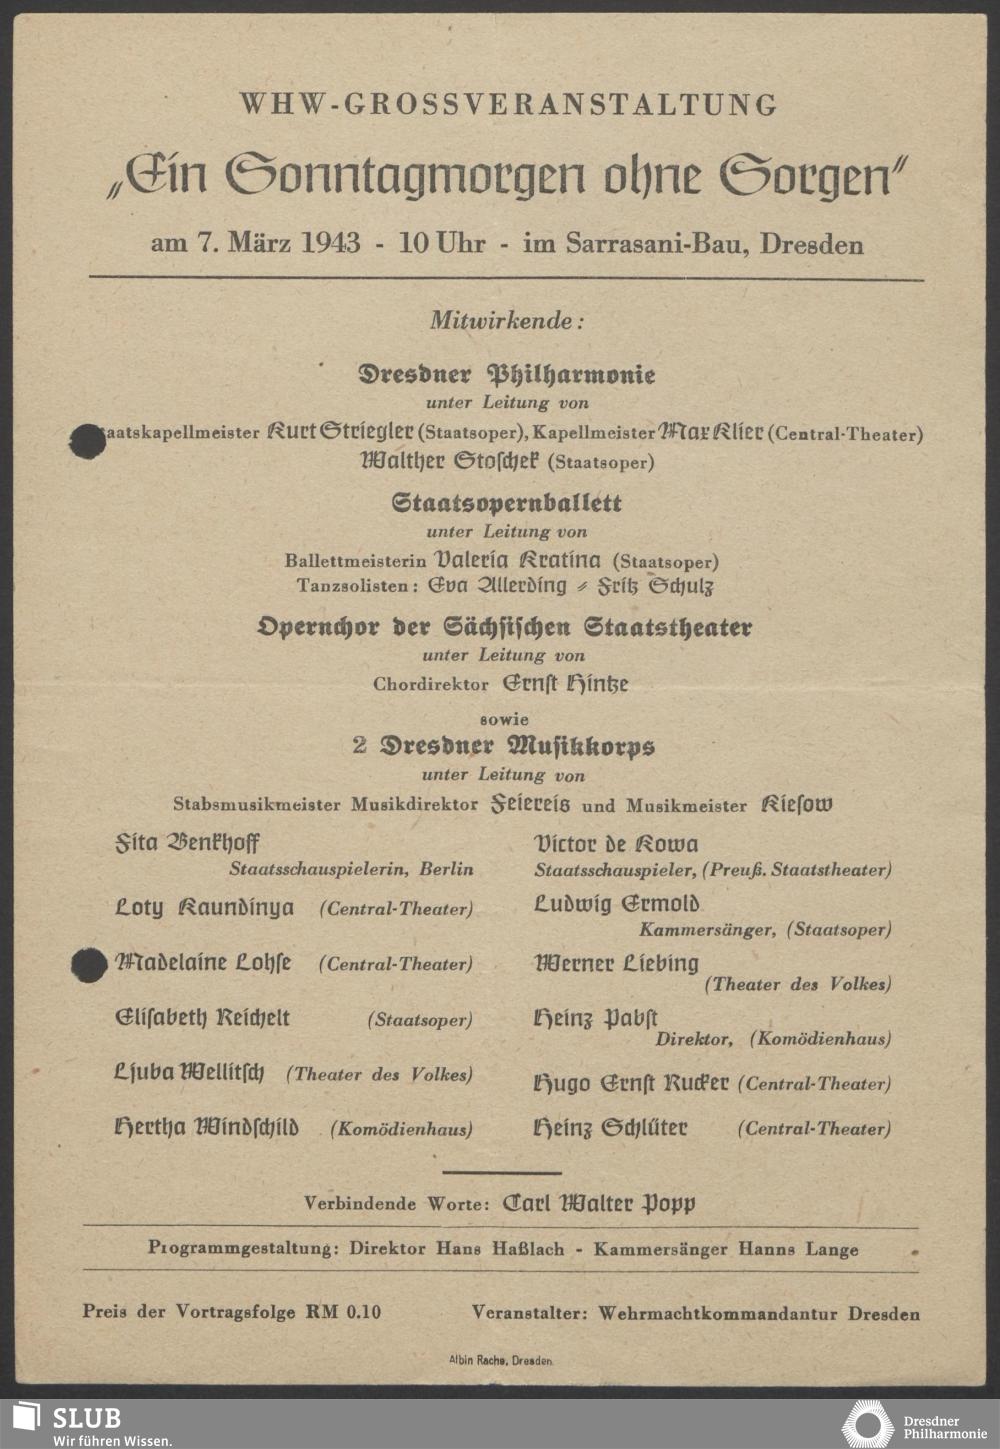 WHW-GROSSVERANSTALTUNG
„Ein Sonntagmorgen ohne Sorgen"
am 7. März 1943 - 10 Uhr - im Sarrasani-Bau, Dresden
Mitwirkende:
Dresdner Philharmonie
unter Leitung von
taatskapellmeister Kurt Striegler (Staatsoper), Kapellmeister Max Klier (Central-Theater)
Walther Stoschek (Staatsoper)
Staatsopernballett
unter Leitung von
Ballettmeisterin Valeria Kratina (Staatsoper)
Tanzsolisten: Eva Allerding - Fritz Schulz
Opernchor der Sächsischen Staatstheater
unter Leitung von
Chordirektor Ernst Hintze
sowie
2 Dresdner Musikkorps
unter Leitung von
Stabsmusikmeister Musikdirektor Feiereis und Musikmeister Kiesow
Fita Benkhoff
Staatsschauspielerin, Berlin
Loty Kaundinya (Central-Theater)
Madelaine Lohse (Central-Theater)
Elisabeth Reichelt (Staatsoper)
Ljuba Wellitsch (Theater des Volkes)
Hertha Windschild (Komödienhaus)
Victor de Kowa
Staatsschauspieler, (Preuß. Staatstheater)
Ludwig Ermold
Kammersänger, (Staatsoper)
Werner Liebing
(Theater des Volkes)
Heinz Pabst
Direktor, (Komödienhaus)
Hugo Ernst Rucker (Central-Theater)
Heinz Schlüter (Central-Theater)
Verbindende Worte: Carl Walter Popp
Programmgestaltung: Direktor Hans Haßlach - Kammersänger Hanns Lange
Preis der Vortragsfolge RM 0.10 Veranstalter: Wehrmachtkommandantur Dresden
Albin Rache, Dresden
SLUB
Wir führen Wissen.
Dresdner
Philharmonie